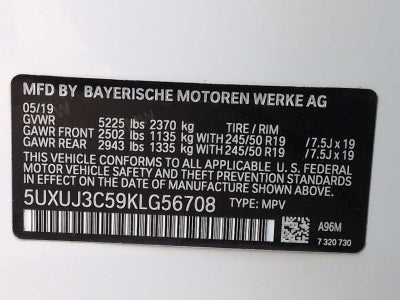 MFD BY BAYERISCHE MOTOREN WERKE AG
05/19
GVWR 5225 lbs 2370 kg TIRE / RIM
GAWR FRONT 2502 lbs 1135 kg WITH 245/50 R19 /7.5J x 19
GAWR REAR 2943 lbs 1335 kg WITH 245/50 R19 /7.5J x 19
THIS VEHICLE CONFORMS TO ALL APPLICABLE U.S. FEDERAL
MOTOR VEHICLE SAFETY STANDARDS IN EFFECT ON THE
DATE OF MANUFACTURE SHOWN ABOVE.
5UXUJ3C59KLG56708 TYPE: MPV
A96M
7 320 730